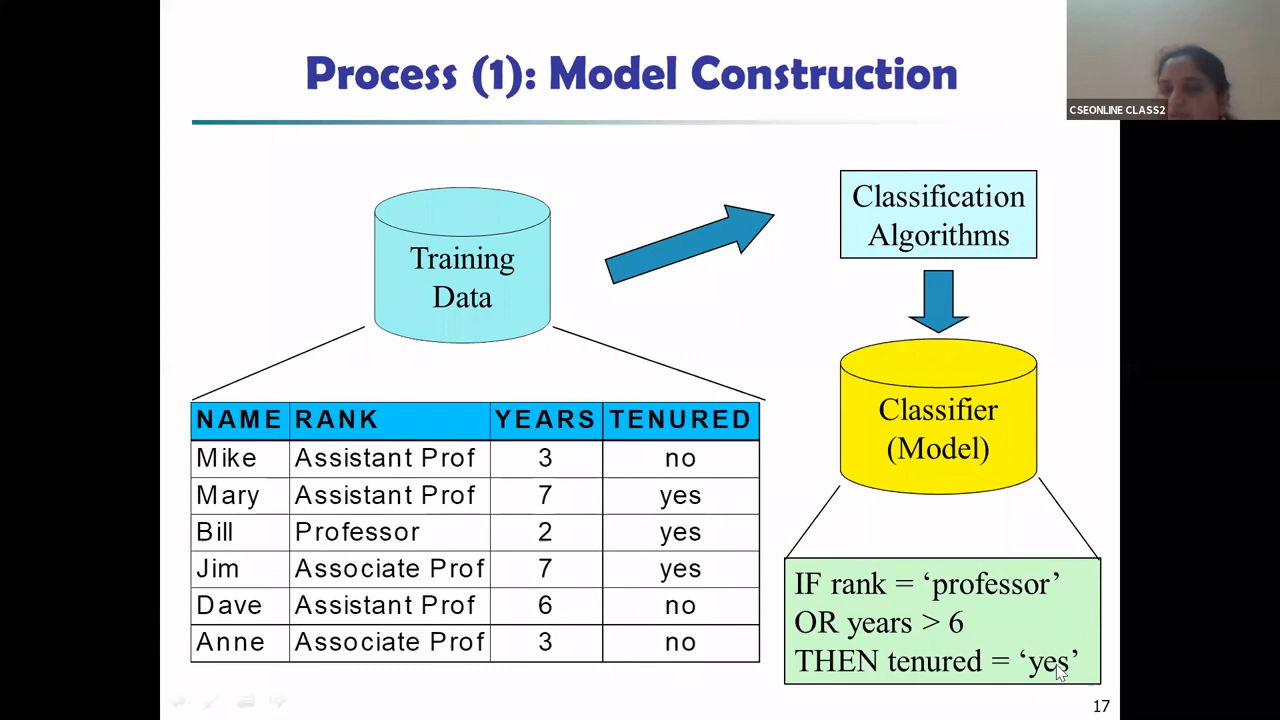 Process (1): Model Construction
CSEONLINE CLASS2
Training
Data
Classification
Algorithms
Classifier
(Model)
NAME RANK YEARS TENURED
Mike Assistant Prof 3 no
Mary Assistant Prof 7 yes
Bill Professor 2 yes
Jim Associate Prof 7 yes
Dave Assistant Prof 6 no
Anne Associate Prof 3 no
IF rank = ‘professor’
OR years > 6
THEN tenured = ‘yes’
17